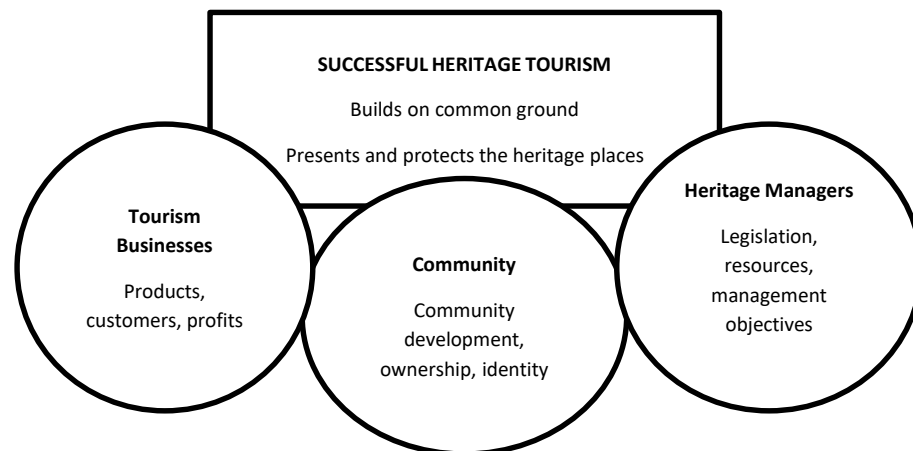 SUCCESSFUL HERITAGE TOURISM
Builds on common ground
Presents and protects the heritage places
Tourism
Businesses
Products,
customers, profits
Community
Community
development,
ownership, identity
Heritage Managers
Legislation,
resources,
management
objectives